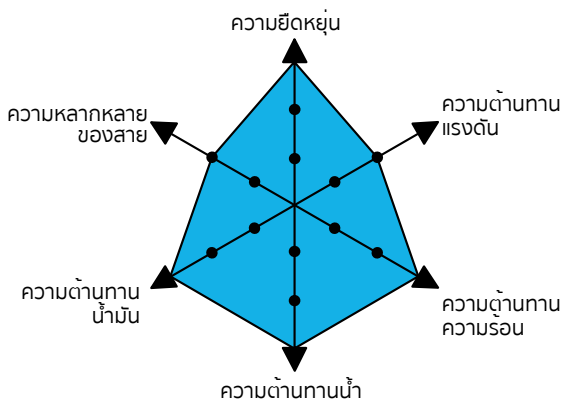 ความยืดหยุ่น
ความหลากหลาย
ของสาย
ความต้านทาน
แรงดัน
ความต้านทาน
น้ำมัน
ความต้านทาน
ความร้อน
ความต้านทานน้ำ